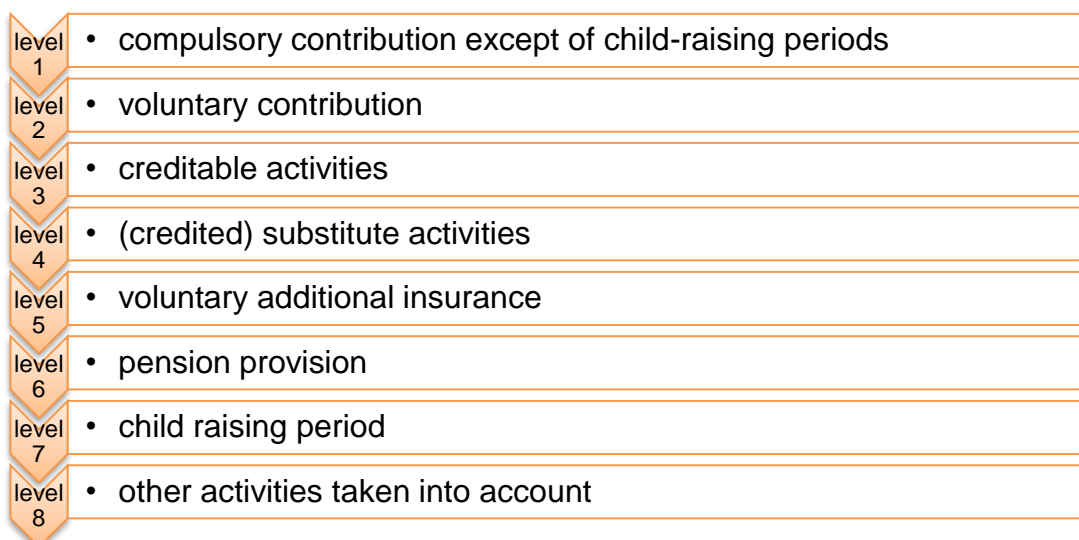 level
1
• compulsory contribution except of child-raising periods
level
2
• voluntary contribution
level
3
• creditable activities
level
4
• (credited) substitute activities
level
5
• voluntary additional insurance
level
6
• pension provision
level
7
• child raising period
level
8
• other activities taken into account